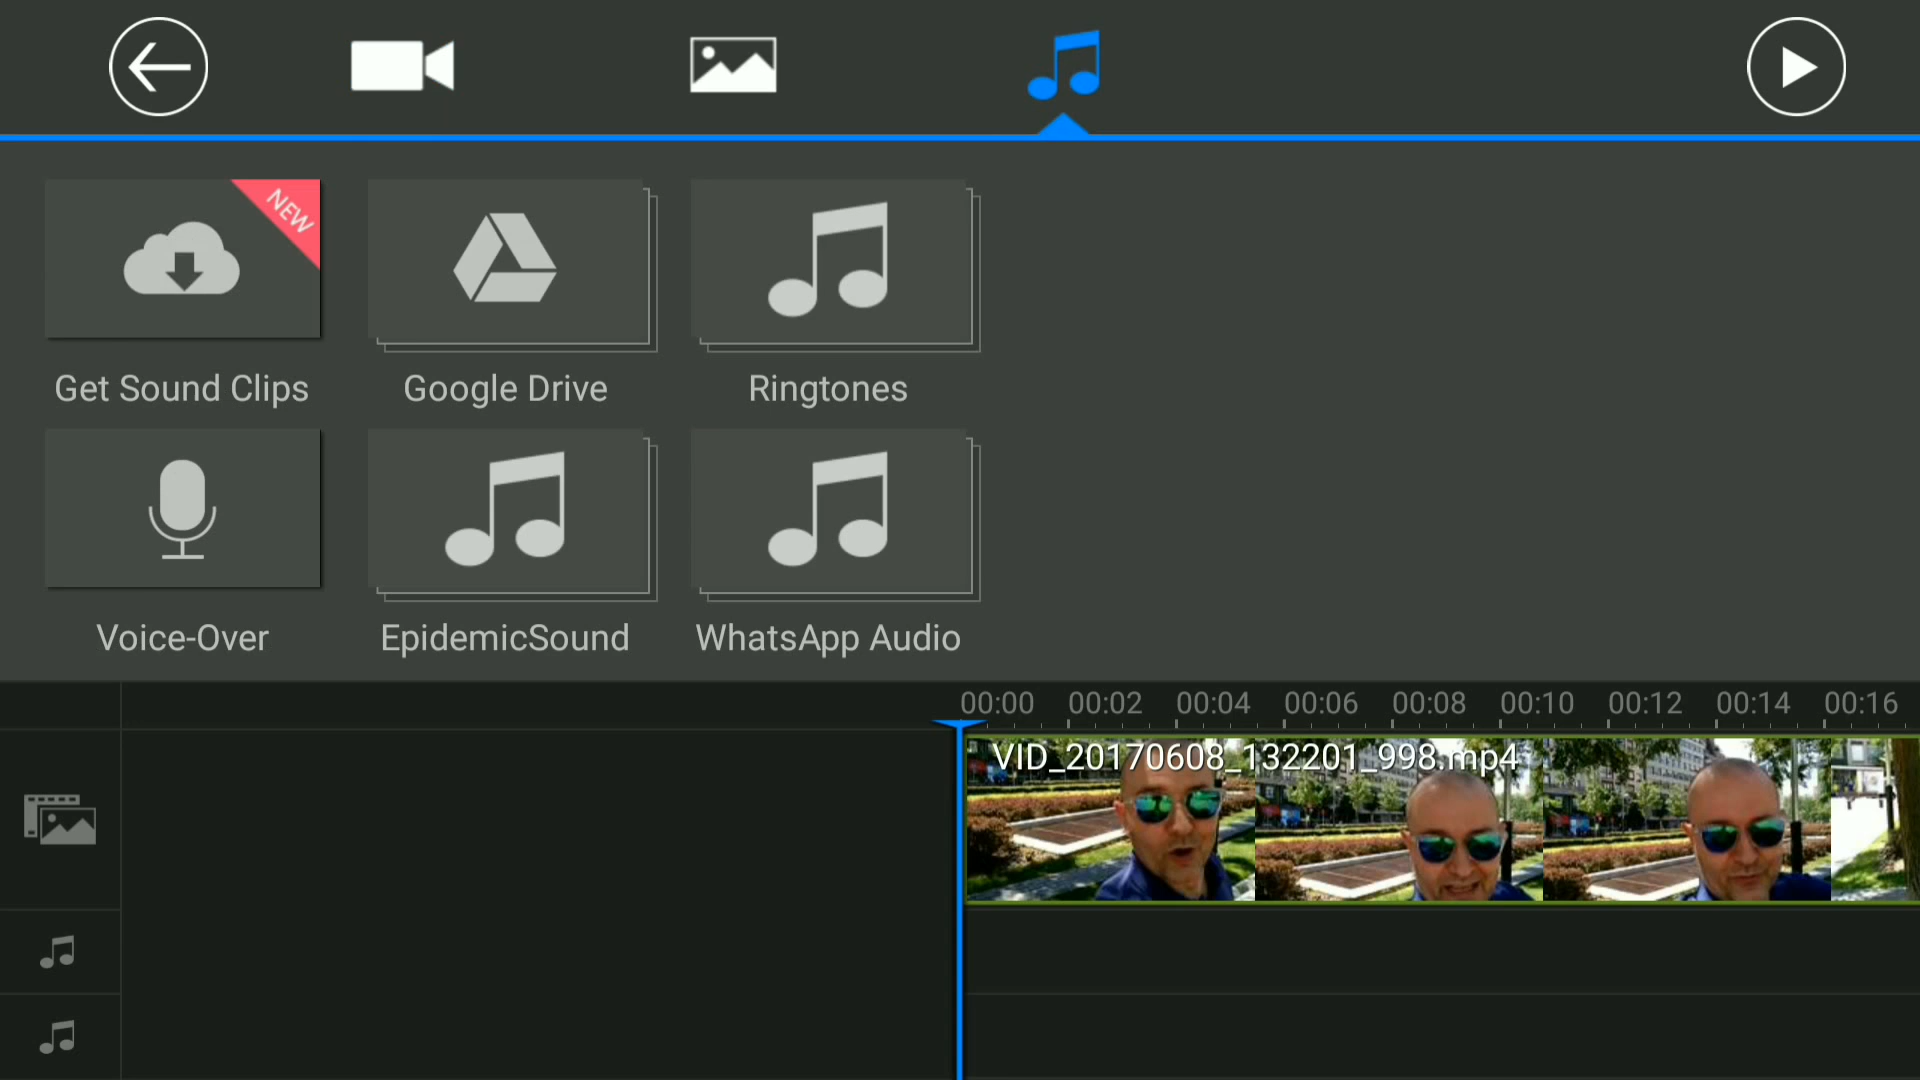 NEW
Get Sound Clips
Google Drive
Ringtones
Voice-Over
EpidemicSound
WhatsApp Audio
00:00 00:02 00:04 00:06 00:08 00:10 00:12 00:14 00:16
VID_20170608_132201_998.mp4